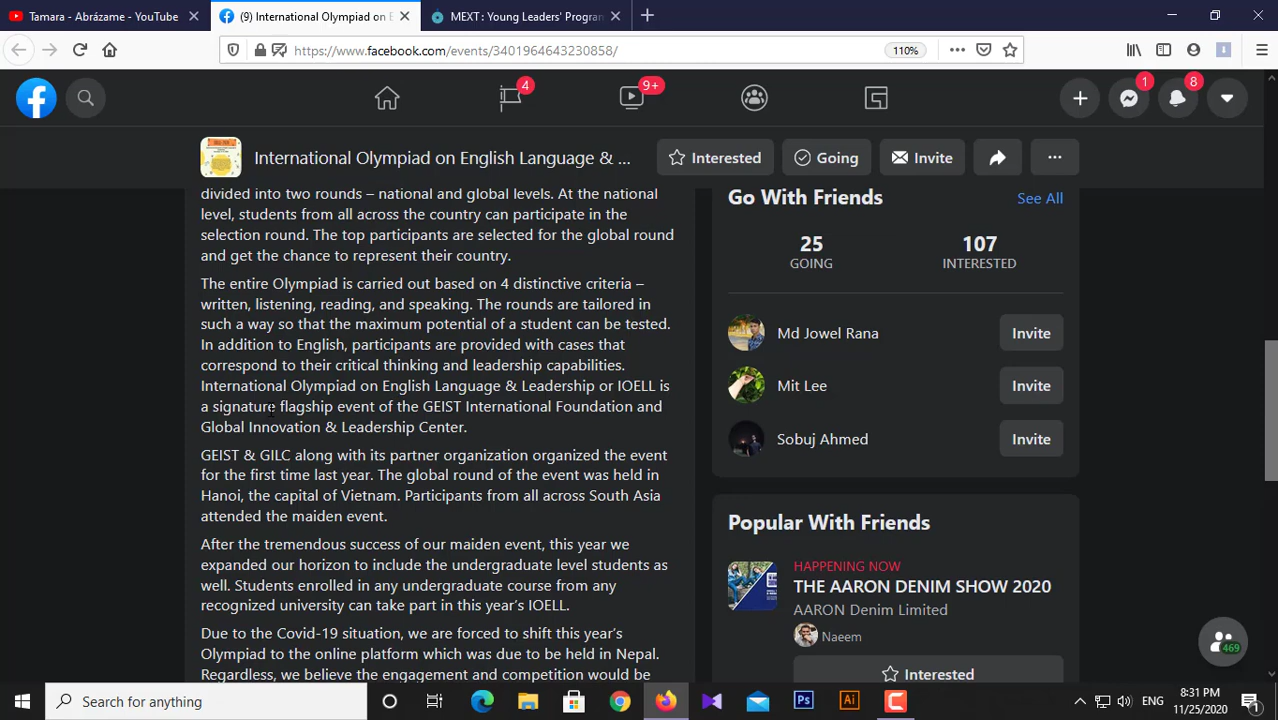 Tamara - Abrázame - YouTube
(9) International Olympiad on E
MEXT : Young Leaders' Program
https://www.facebook.com/events/3401964643230858/
110%
4
9+
1
8
International Olympiad on English Language & ...
Interested
Going
Invite
divided into two rounds – national and global levels. At the national
level, students from all across the country can participate in the
selection round. The top participants are selected for the global round
and get the chance to represent their country.
The entire Olympiad is carried out based on 4 distinctive criteria –
written, listening, reading, and speaking. The rounds are tailored in
such a way so that the maximum potential of a student can be tested.
In addition to English, participants are provided with cases that
correspond to their critical thinking and leadership capabilities.
International Olympiad on English Language & Leadership or IOELL is
a signature flagship event of the GEIST International Foundation and
Global Innovation & Leadership Center.
GEIST & GILC along with its partner organization organized the event
for the first time last year. The global round of the event was held in
Hanoi, the capital of Vietnam. Participants from all across South Asia
attended the maiden event.
After the tremendous success of our maiden event, this year we
expanded our horizon to include the undergraduate level students as
well. Students enrolled in any undergraduate course from any
recognized university can take part in this year's IOELL.
Due to the Covid-19 situation, we are forced to shift this year's
Olympiad to the online platform which was due to be held in Nepal.
Regardless, we believe the engagement and competition would be
Go With Friends
See All
25
107
GOING
INTERESTED
Md Jowel Rana
Invite
Mit Lee
Invite
Sobuj Ahmed
Invite
Popular With Friends
HAPPENING NOW
THE AARON DENIM SHOW 2020
AARON Denim Limited
Naeem
Interested
469
Search for anything
Ps
Ai
ENG
8:31 PM
11/25/2020
1